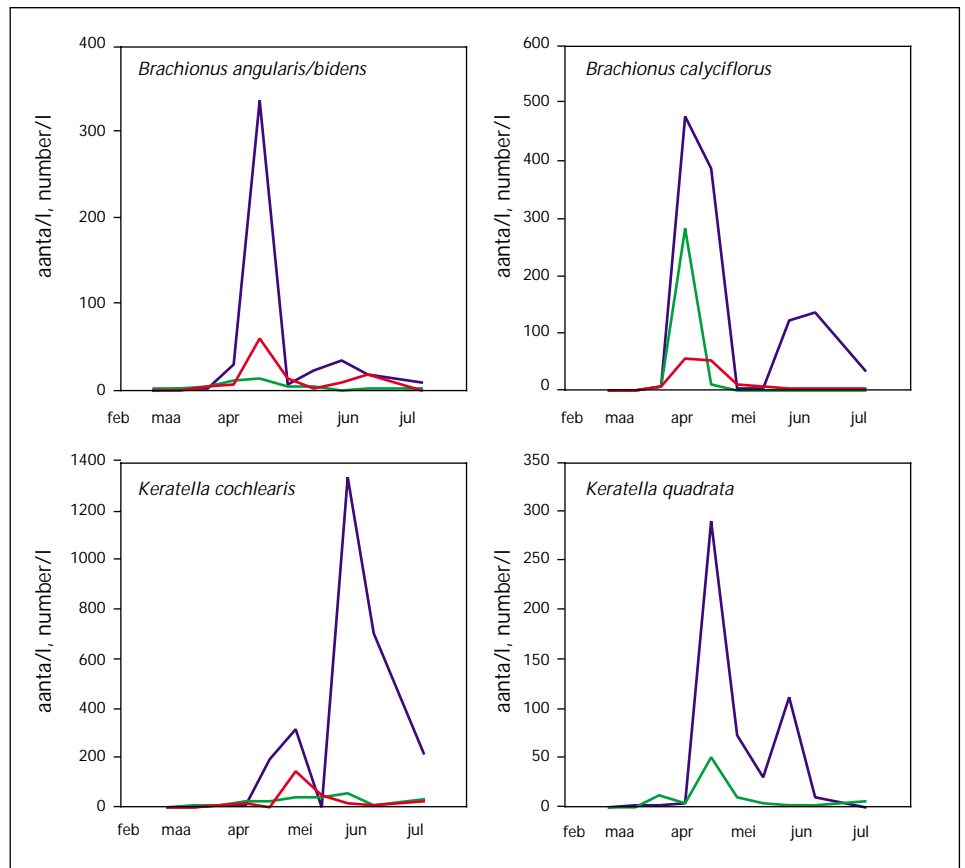 Brachionus angularis/bidens
400
300
200
100
0
aanta/l, number/l
feb maa apr mei jun jul
Brachionus calyciflorus
600
500
400
300
200
100
0
aanta/l, number/l
feb maa apr mei jun jul
Keratella cochlearis
1400
1200
1000
800
600
400
200
0
aanta/l, number/l
feb maa apr mei jun jul
Keratella quadrata
350
300
250
200
150
100
50
0
aanta/l, number/l
feb maa apr mei jun jul